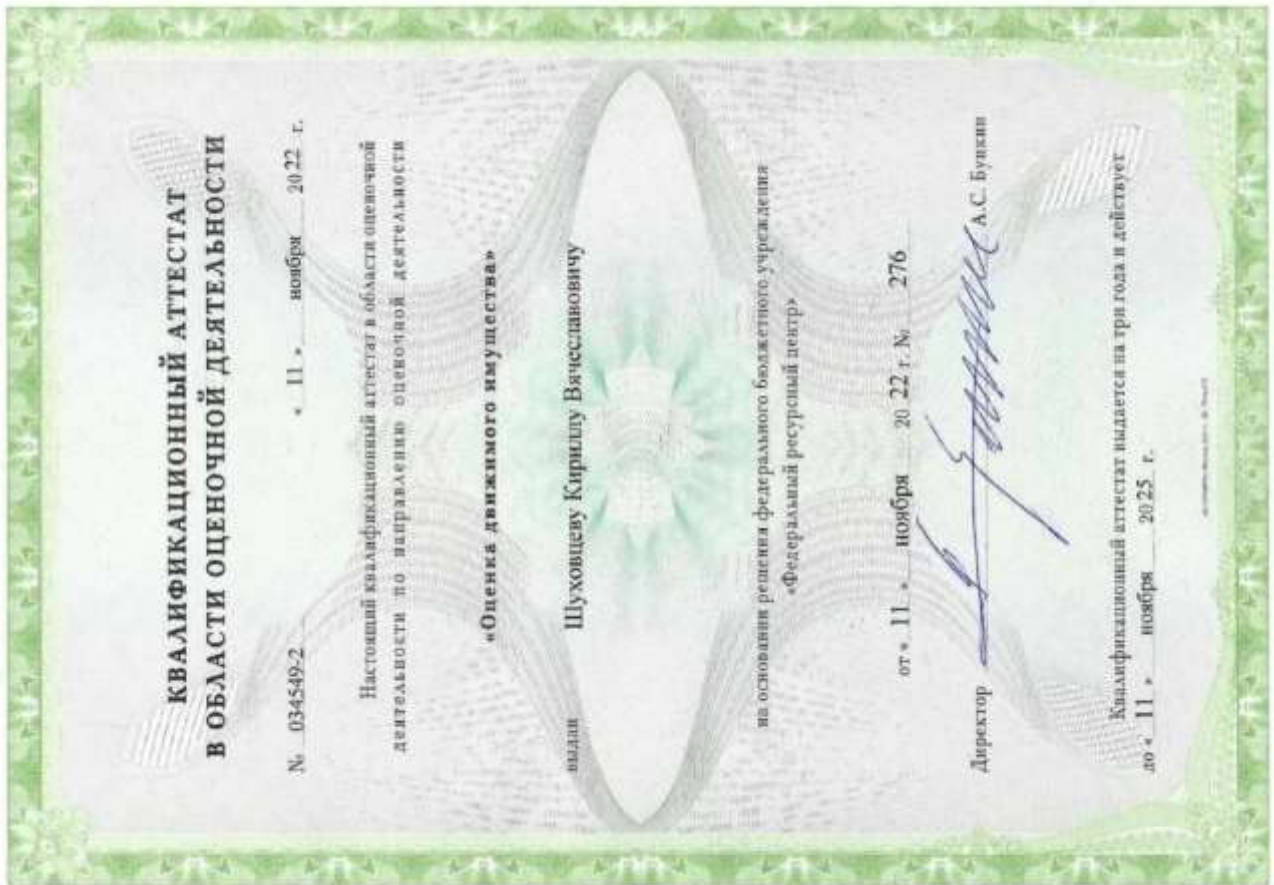 КВАЛИФИКАЦИОННЫЙ АТТЕСТАТ
В ОБЛАСТИ ОЦЕНОЧНОЙ ДЕЯТЕЛЬНОСТИ
№ 034549-2 « 11 » ноября 20 22 г.
Настоящий квалификационный аттестат в области оценочной
деятельности по направлению оценочной деятельности
«Оценка движимого имущества»
выдан Шуховцеву Кириллу Вячеславовичу
на основании решения федерального бюджетного учреждения
«Федеральный ресурсный центр»
от « 11 » ноября 20 22 г. № 276
Директор А.С. Бункин
Квалификационный аттестат выдается на три года и действует
до « 11 » ноября 20 25 г.